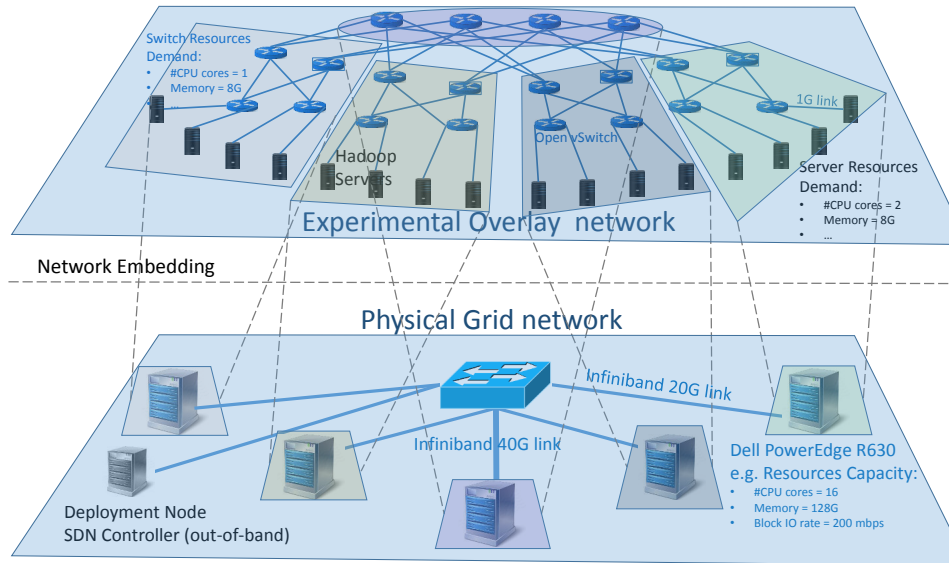 Switch Resources
Demand:
• #CPU cores = 1
• Memory = 8G
• ...
1G link
Open vSwitch
Hadoop
Servers
Server Resources
Demand:
• #CPU cores = 2
• Memory = 8G
• ...
Experimental Overlay network
Network Embedding
Physical Grid network
Infiniband 20G link
Infiniband 40G link
Dell PowerEdge R630
e.g. Resources Capacity:
• #CPU cores = 16
• Memory = 128G
• Block IO rate = 200 mbps
Deployment Node
SDN Controller (out-of-band)